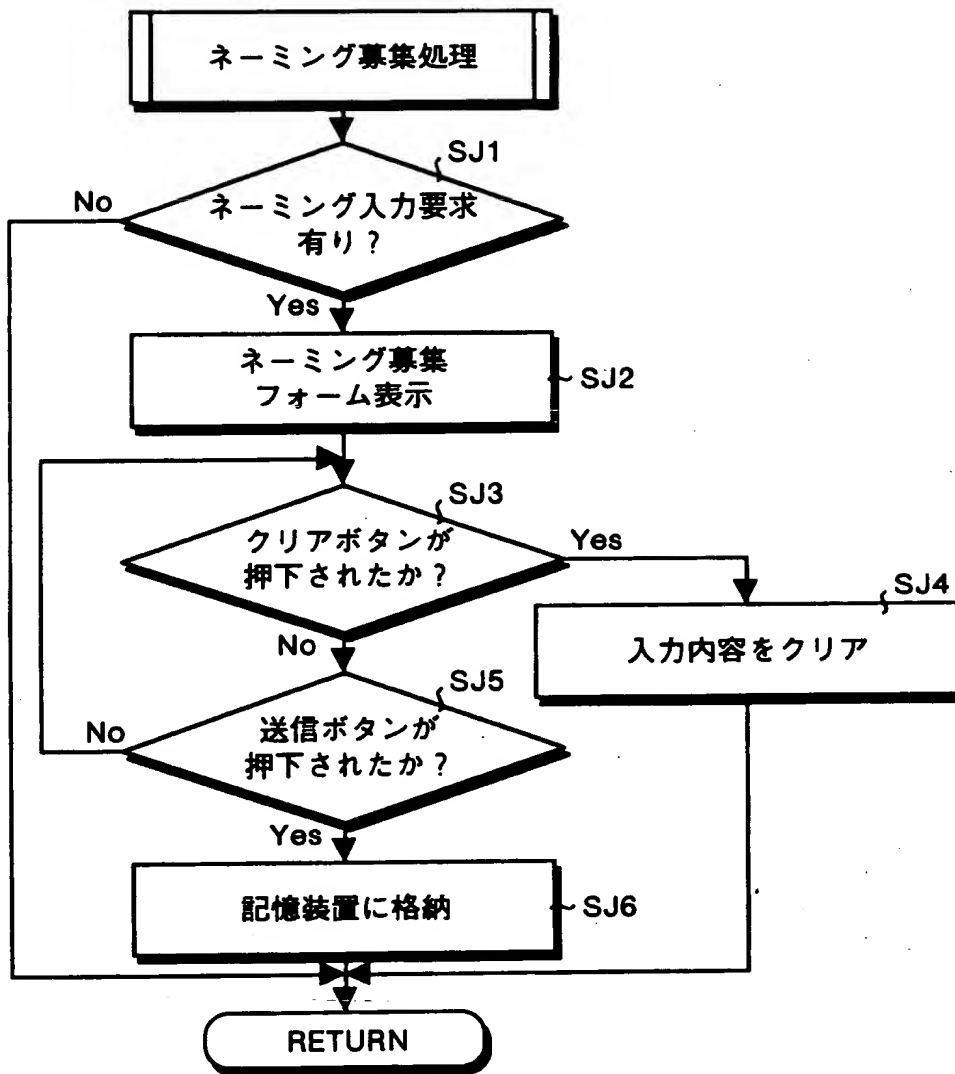 ネーミング募集処理
SJ1
No
ネーミング入力要求
有り？
Yes
ネーミング募集
フォーム表示
SJ2
SJ3
クリアボタンが
押下されたか？
Yes
SJ4
入力内容をクリア
No
SJ5
No
送信ボタンが
押下されたか？
Yes
記憶装置に格納
SJ6
RETURN